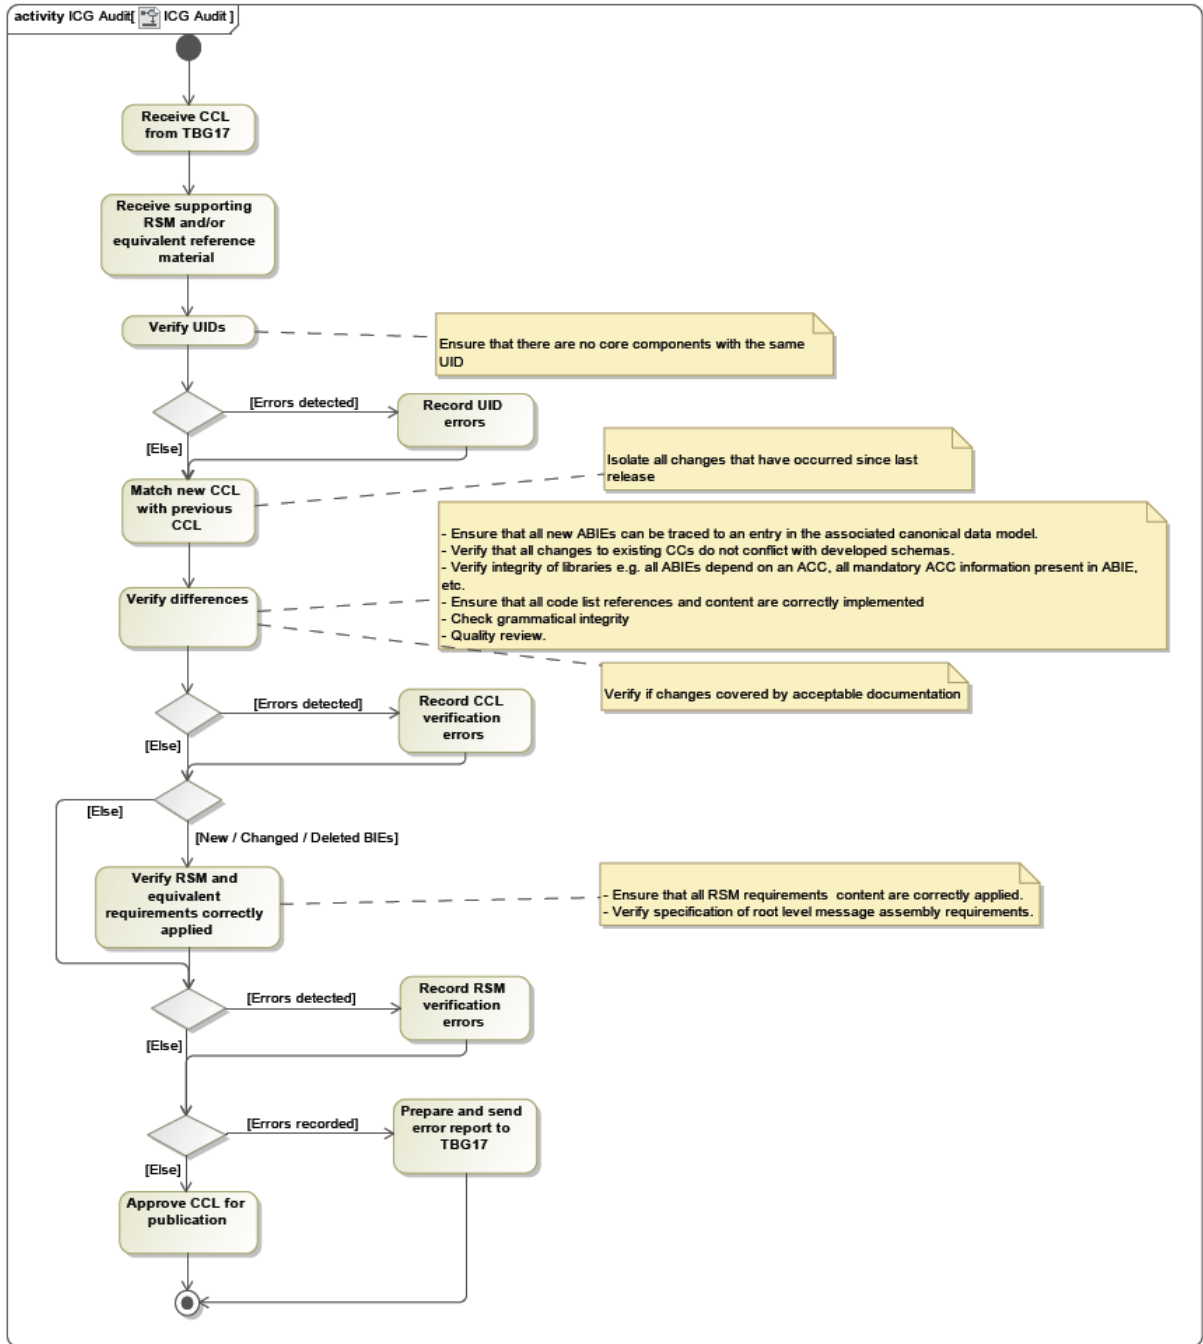 activity ICG Audit[ ICG Audit ]
Receive CCL
from TBG17
Receive supporting
RSM and/or
equivalent reference
material
Verify UIDs
Ensure that there are no core components with the same
UID
[Errors detected]
Record UID
errors
[Else]
Isolate all changes that have occurred since last
release
Match new CCL
with previous
CCL
- Ensure that all new ABIEs can be traced to an entry in the associated canonical data model.
- Verify that all changes to existing CCs do not conflict with developed schemas.
- Verify integrity of libraries e.g. all ABIEs depend on an ACC, all mandatory ACC information present in ABIE,
etc.
- Ensure that all code list references and content are correctly implemented
- Check grammatical integrity
- Quality review.
Verify differences
Verify if changes covered by acceptable documentation
[Errors detected]
Record CCL
verification
errors
[Else]
[Else]
[New / Changed / Deleted BIEs]
Verify RSM and
equivalent
requirements correctly
applied
- Ensure that all RSM requirements  content are correctly applied.
- Verify specification of root level message assembly requirements.
[Errors detected]
Record RSM
verification
errors
[Else]
[Errors recorded]
Prepare and send
error report to
TBG17
[Else]
Approve CCL for
publication